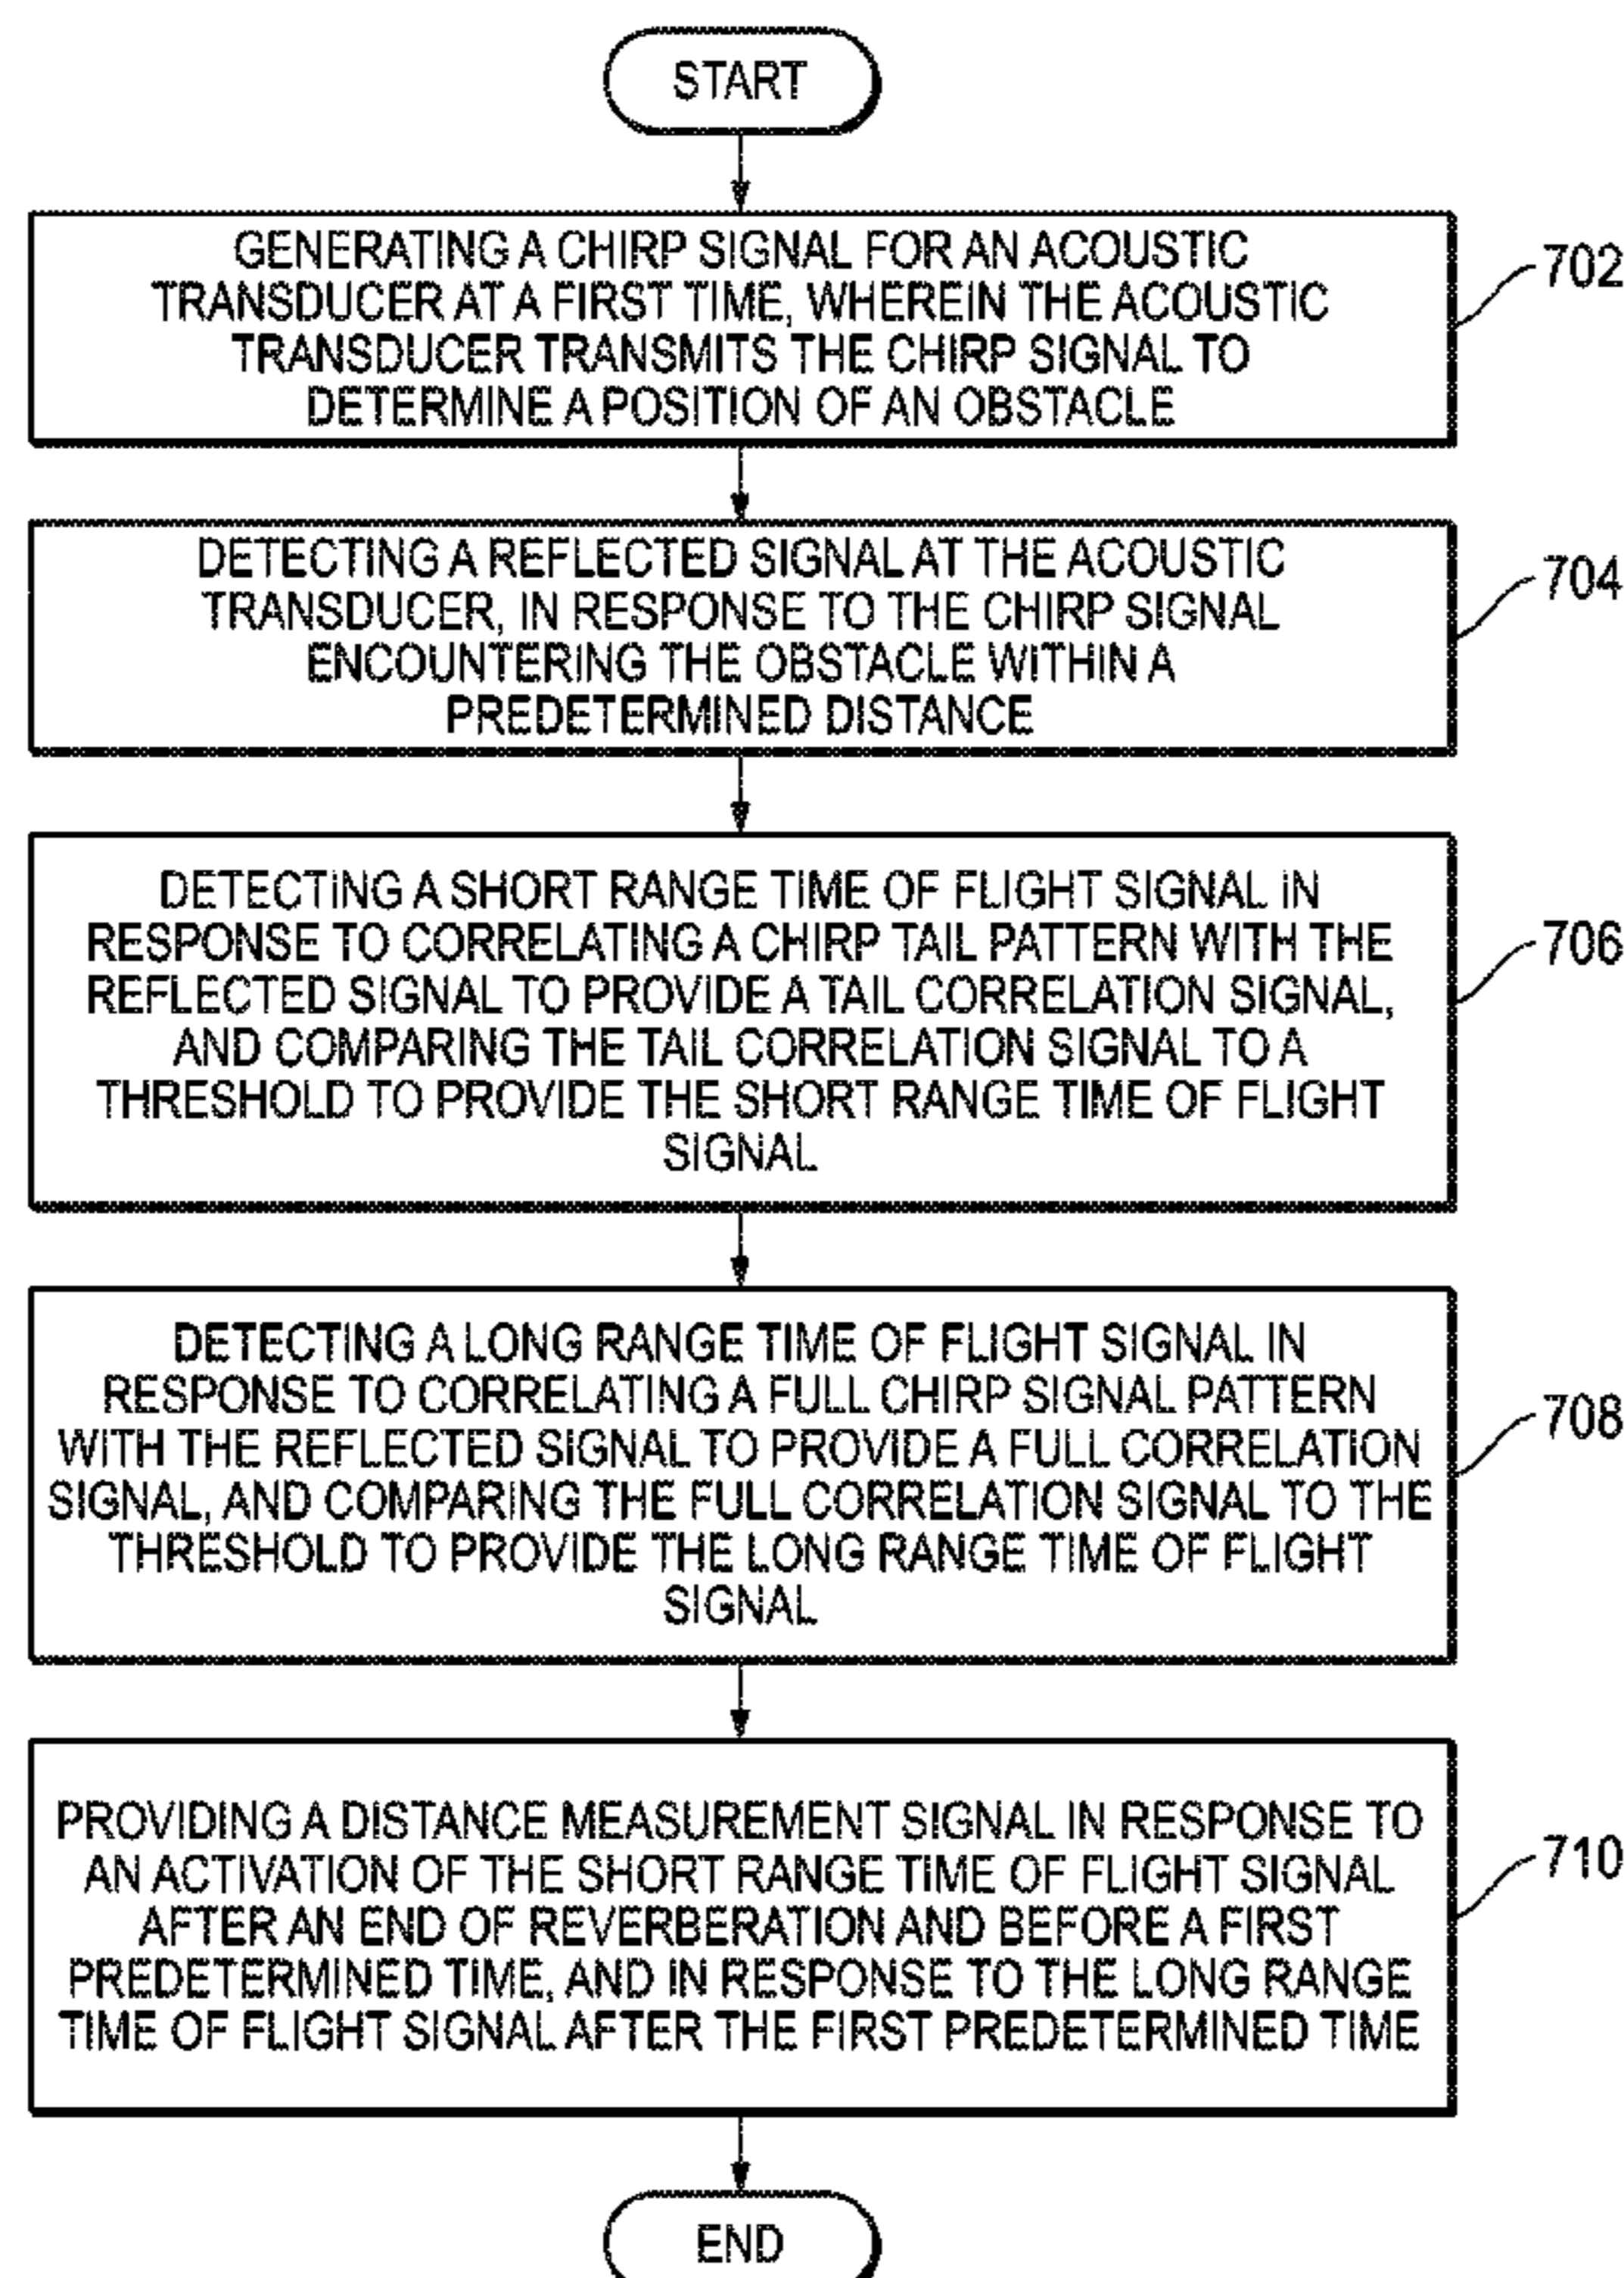 START
GENERATING A CHIRP SIGNAL FOR AN ACOUSTIC
TRANSDUCER AT A FIRST TIME, WHEREIN THE ACOUSTIC
TRANSDUCER TRANSMITS THE CHIRP SIGNAL TO
DETERMINE A POSITION OF AN OBSTACLE
702
DETECTING A REFLECTED SIGNAL AT THE ACOUSTIC
TRANSDUCER, IN RESPONSE TO THE CHIRP SIGNAL
ENCOUNTERING THE OBSTACLE WITHIN A
PREDETERMINED DISTANCE
704
DETECTING A SHORT RANGE TIME OF FLIGHT SIGNAL IN
RESPONSE TO CORRELATING A CHIRP TAIL PATTERN WITH THE
REFLECTED SIGNAL TO PROVIDE A TAIL CORRELATION SIGNAL,
AND COMPARING THE TAIL CORRELATION SIGNAL TO A
THRESHOLD TO PROVIDE THE SHORT RANGE TIME OF FLIGHT
SIGNAL
706
DETECTING A LONG RANGE TIME OF FLIGHT SIGNAL IN
RESPONSE TO CORRELATING A FULL CHIRP SIGNAL PATTERN
WITH THE REFLECTED SIGNAL TO PROVIDE A FULL CORRELATION
SIGNAL, AND COMPARING THE FULL CORRELATION SIGNAL TO THE
THRESHOLD TO PROVIDE THE LONG RANGE TIME OF FLIGHT
SIGNAL
708
PROVIDING A DISTANCE MEASUREMENT SIGNAL IN RESPONSE TO
AN ACTIVATION OF THE SHORT RANGE TIME OF FLIGHT SIGNAL
AFTER AN END OF REVERBERATION AND BEFORE A FIRST
PREDETERMINED TIME, AND IN RESPONSE TO THE LONG RANGE
TIME OF FLIGHT SIGNAL AFTER THE FIRST PREDETERMINED TIME
710
END